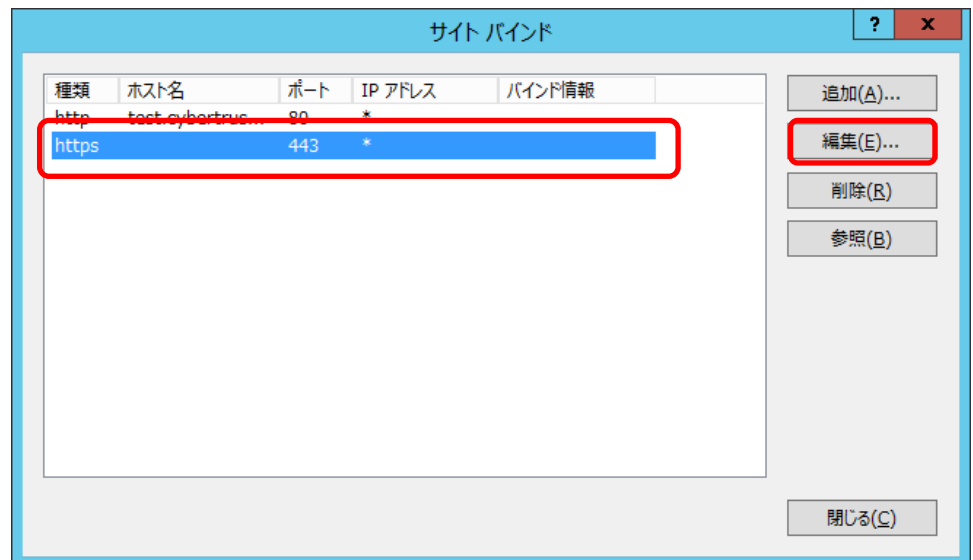 サイト バインド
? x
種類 ホスト名 ポート IP アドレス バインド情報
http test.cybertrus... 80 *
https 443 *
追加(A)...
編集(E)...
削除(R)
参照(B)
閉じる(C)